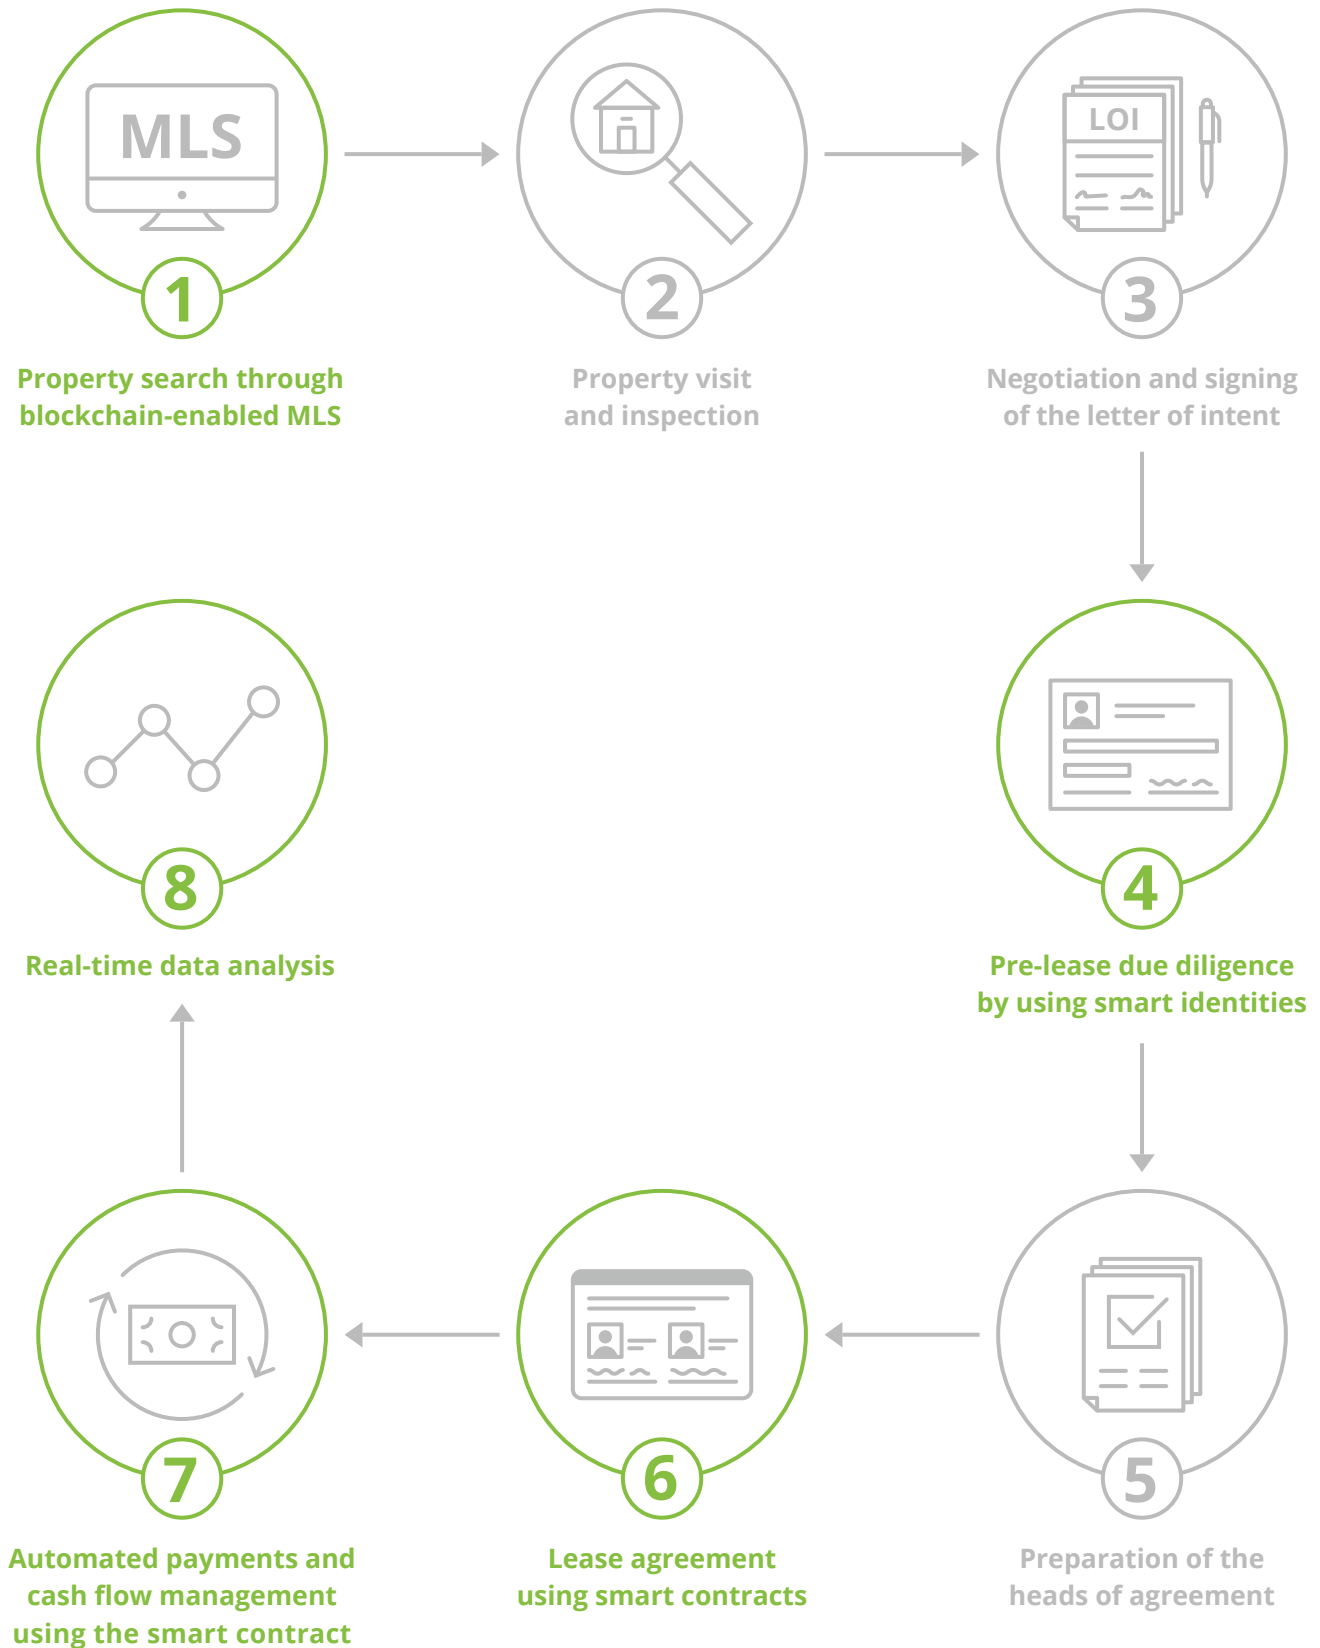 MLS
1
Property search through
blockchain-enabled MLS
2
Property visit
and inspection
LOI
3
Negotiation and signing
of the letter of intent
4
Pre-lease due diligence
by using smart identities
5
Preparation of the
heads of agreement
6
Lease agreement
using smart contracts
7
Automated payments and
cash flow management
using the smart contract
8
Real-time data analysis